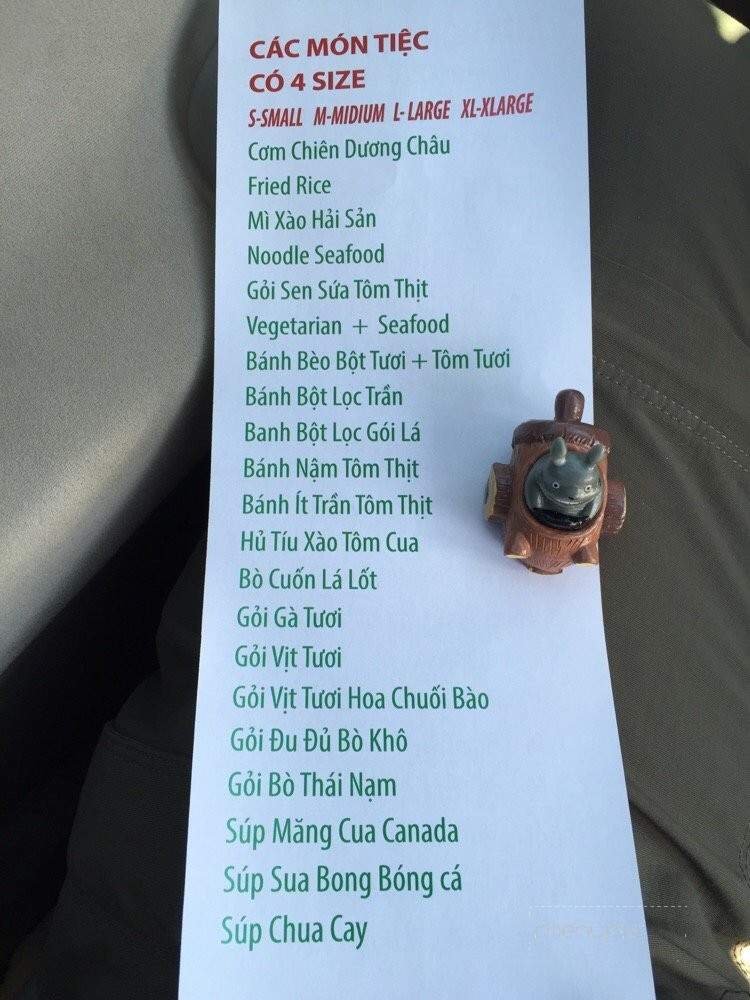 CÁC MÓN TIỆC
CÓ 4 SIZE
S-SMALL M-MIDIUM L-LARGE XL-XLARGE
Cơm Chiên Dương Châu
Fried Rice
Mì Xào Hải Sản
Noodle Seafood
Gỏi Sen Sứa Tôm Thịt
Vegetarian + Seafood
Bánh Bèo Bột Tươi + Tôm Tươi
Bánh Bột Lọc Trần
Banh Bột Lọc Gói Lá
Bánh Nậm Tôm Thịt
Bánh Ít Trần Tôm Thịt
Hủ Tíu Xào Tôm Cua
Bò Cuốn Lá Lốt
Gỏi Gà Tươi
Gỏi Vịt Tươi
Gỏi Vịt Tươi Hoa Chuối Bào
Gỏi Đu Đủ Bò Khô
Gỏi Bò Thái Nạm
Súp Măng Cua Canada
Súp Sua Bong Bóng cá
Súp Chua Cay